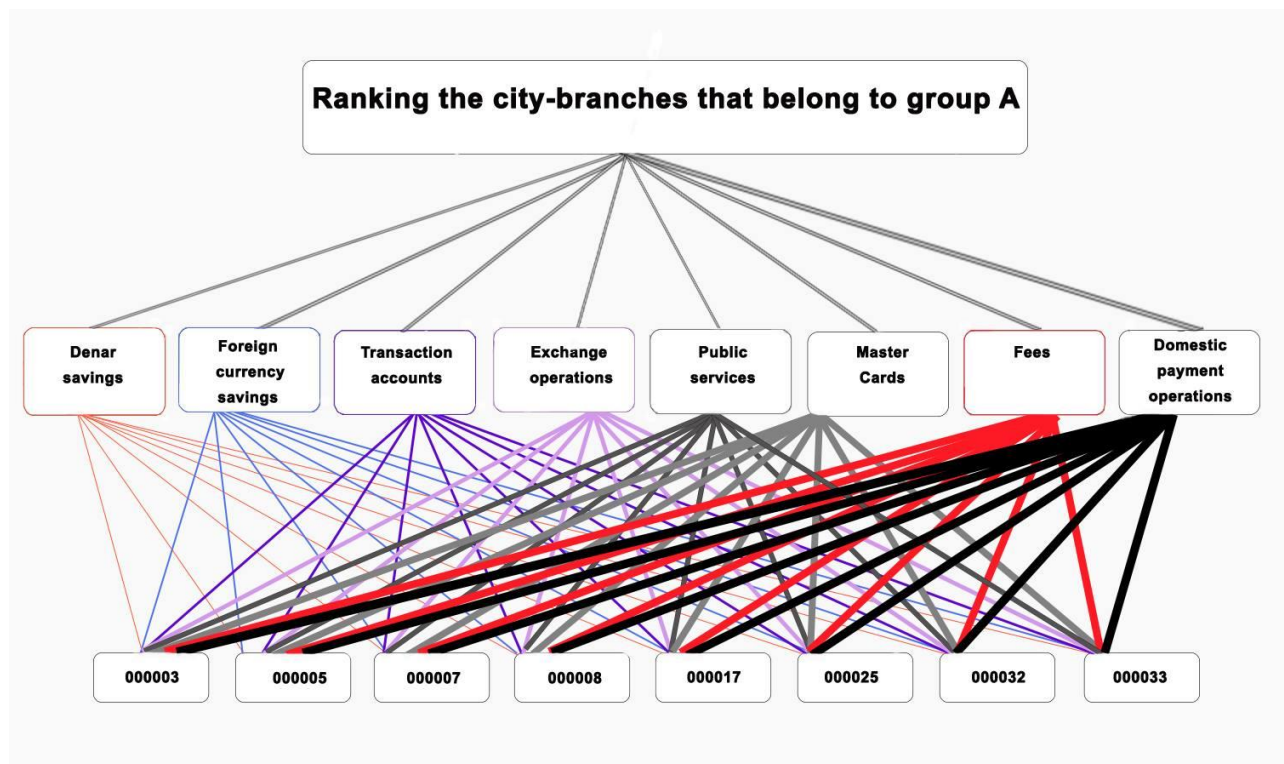 Ranking the city-branches that belong to group A
Denar
savings
Foreign
currency
savings
Transaction
accounts
Exchange
operations
Public
services
Master
Cards
Fees
Domestic
payment
operations
000003
000005
000007
000008
000017
000025
000032
000033